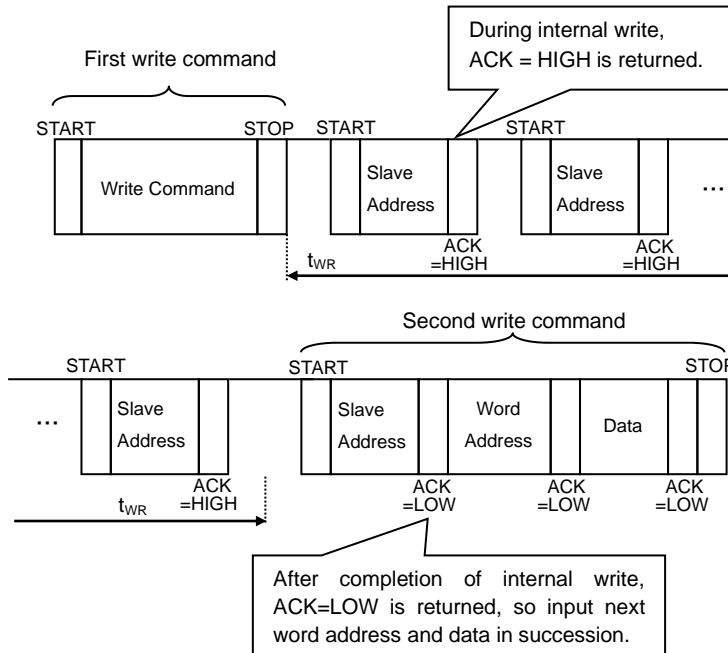 During internal write,
ACK = HIGH is returned.
First write command
START STOP START START
Write Command
Slave
Address
Slave
Address
...
ACK
=HIGH
ACK
=HIGH
tWR
Second write command
START START STOP
...
Slave
Address
Slave
Address
Word
Address
Data
ACK
=HIGH
ACK
=LOW
ACK
=LOW
ACK
=LOW
tWR
After completion of internal write,
ACK=LOW is returned, so input next
word address and data in succession.